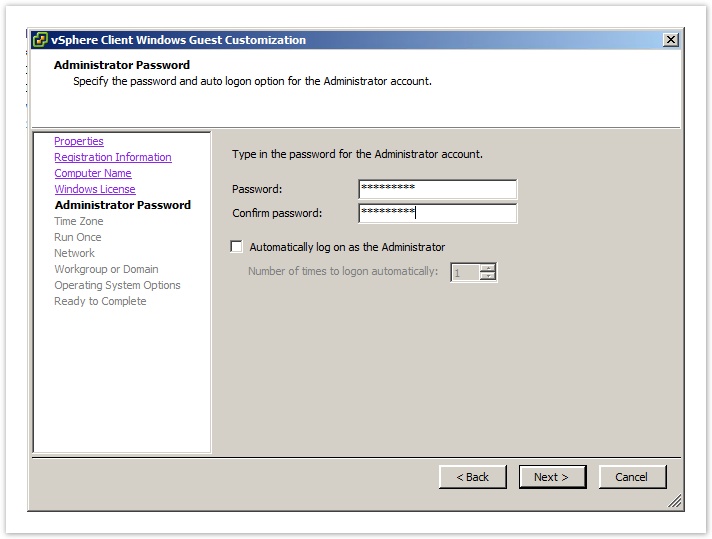 vSphere Client Windows Guest Customization
Administrator Password
Specify the password and auto logon option for the Administrator account.
Properties
Registration Information
Computer Name
Windows License
Administrator Password
Time Zone
Run Once
Network
Workgroup or Domain
Operating System Options
Ready to Complete
Type in the password for the Administrator account.
Password: *********
Confirm password: *********
Automatically log on as the Administrator
Number of times to logon automatically: 1
< Back Next > Cancel